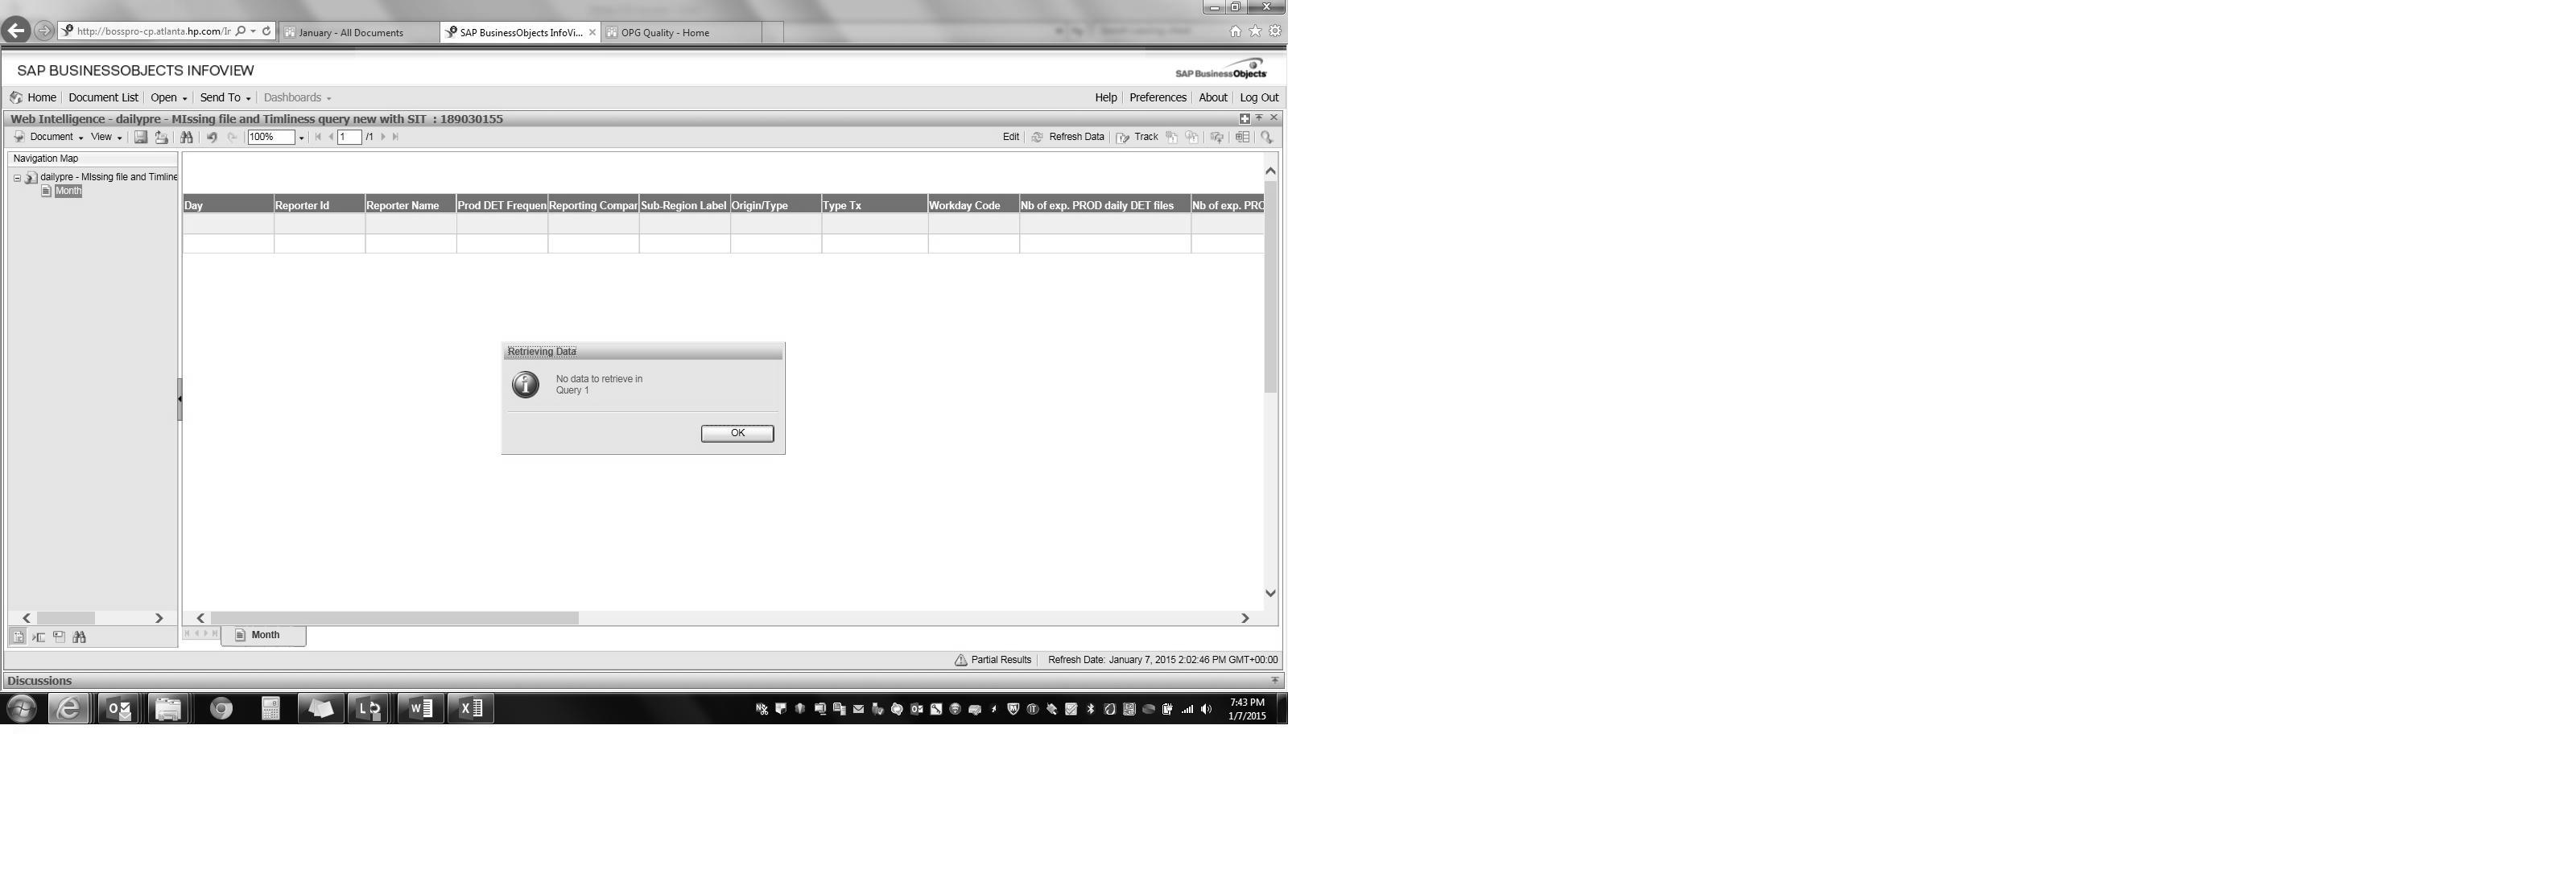 http://bosspro-cp.atlanta.hp.com/Ir
January - All Documents
SAP BusinessObjects InfoVi...
OPG Quality - Home
SAP BUSINESSOBJECTS INFOVIEW
SAP BusinessObjects
Home
Document List
Open
Send To
Dashboards
Help
Preferences
About
Log Out
Web Intelligence - dailypre - MIssing file and Timliness query new with SIT : 189030155
Document
View
100%
1
/1
Edit
Refresh Data
Track
Navigation Map
dailypre - MIssing file and Timline
Month
Day
Reporter Id
Reporter Name
Prod DET Frequen
Reporting Compar
Sub-Region Label
Origin/Type
Type Tx
Workday Code
Nb of exp. PROD daily DET files
Nb of exp. PRO
Retrieving Data
No data to retrieve in
Query 1
OK
Month
Partial Results
Refresh Date: January 7, 2015 2:02:46 PM GMT+00:00
Discussions
7:43 PM
1/7/2015